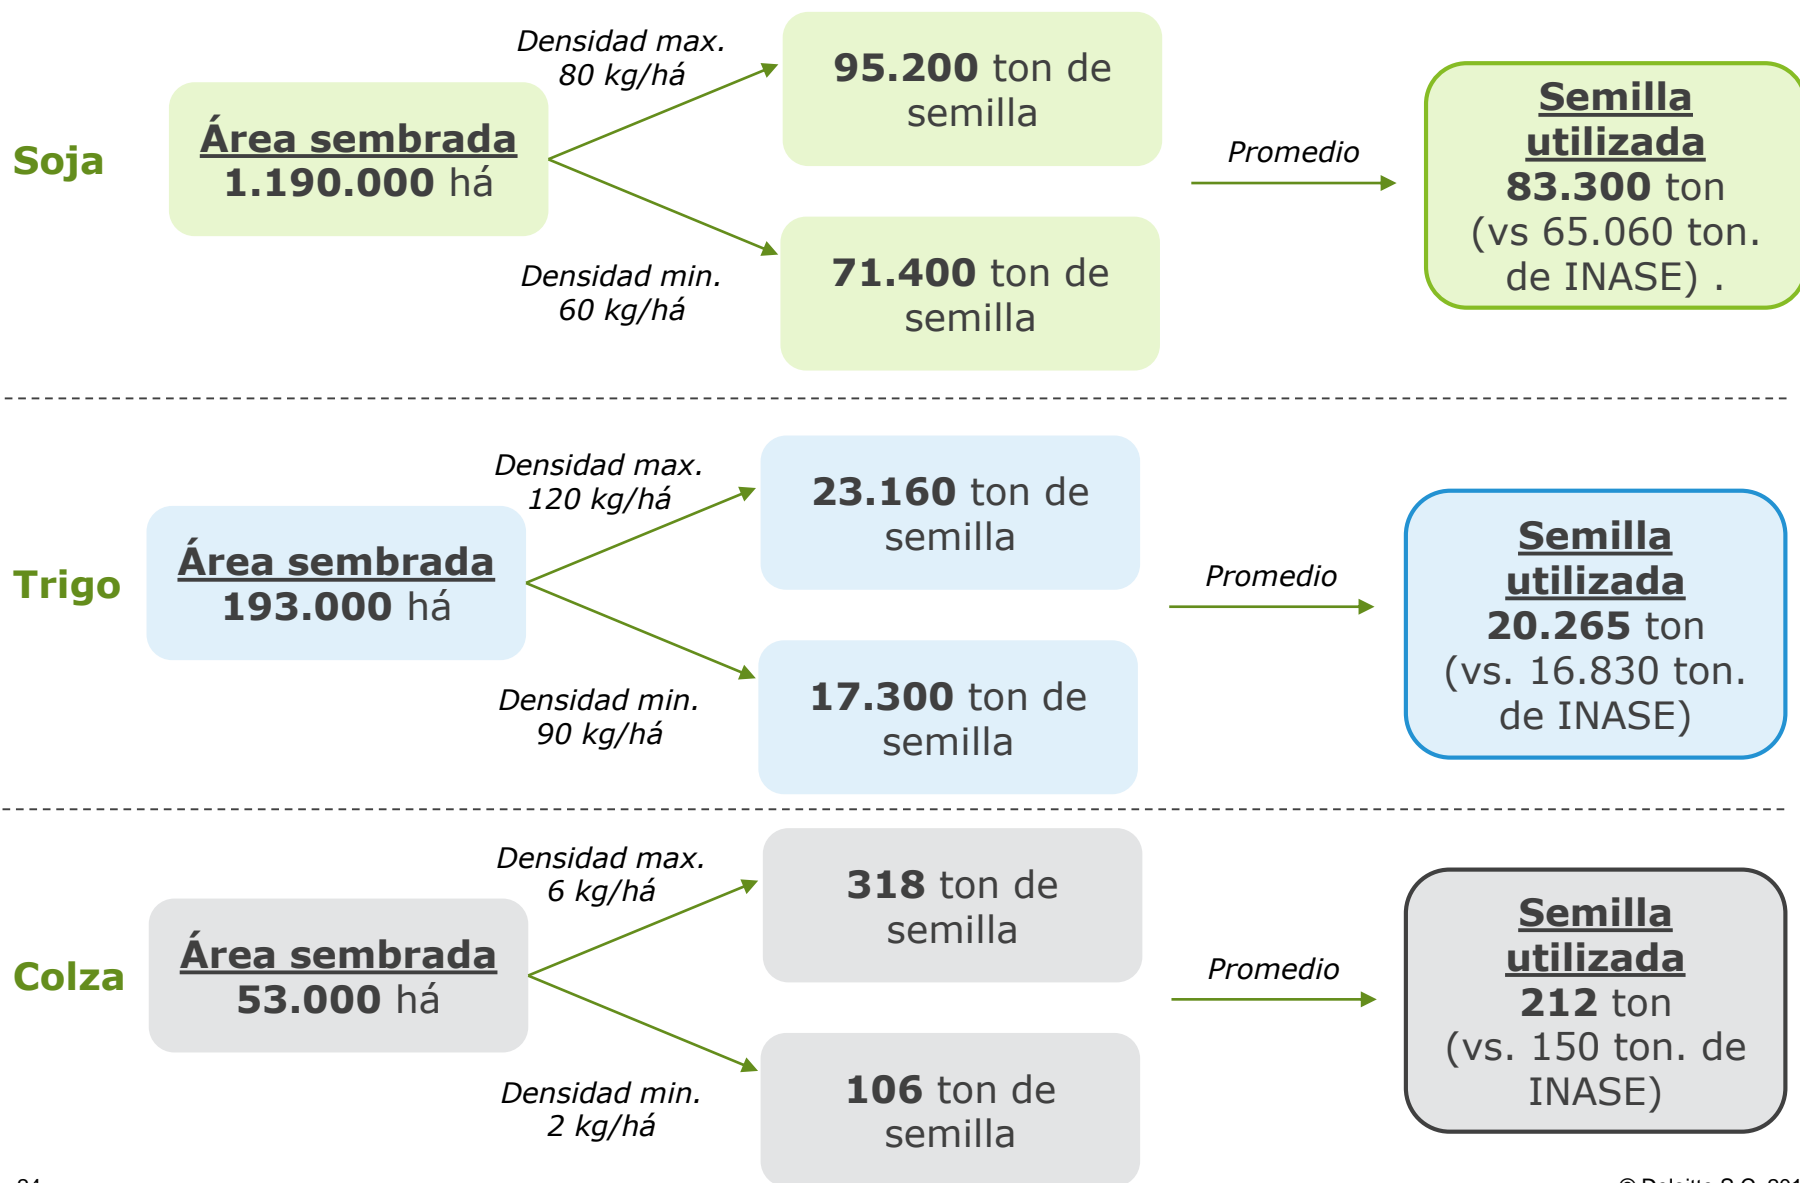 Soja
Área sembrada
1.190.000 há
Densidad max.
80 kg/há
95.200 ton de
semilla
Densidad min.
60 kg/há
71.400 ton de
semilla
Promedio
Semilla
utilizada
83.300 ton
(vs 65.060 ton.
de INASE) .
Trigo
Área sembrada
193.000 há
Densidad max.
120 kg/há
23.160 ton de
semilla
Densidad min.
90 kg/há
17.300 ton de
semilla
Promedio
Semilla
utilizada
20.265 ton
(vs. 16.830 ton.
de INASE)
Colza
Área sembrada
53.000 há
Densidad max.
6 kg/há
318 ton de
semilla
Densidad min.
2 kg/há
106 ton de
semilla
Promedio
Semilla
utilizada
212 ton
(vs. 150 ton. de
INASE)